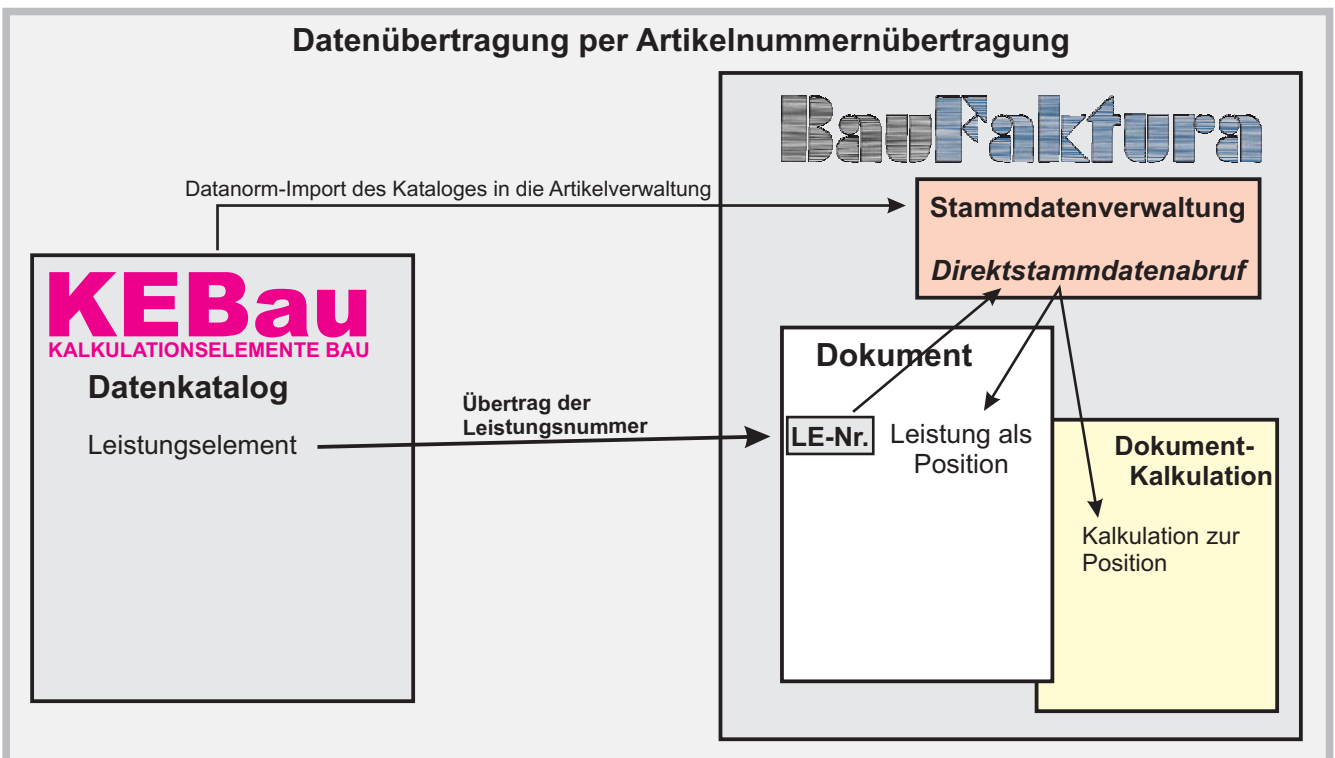 Datenübertragung per Artikelnummernübertragung
BauFaktura
Datanorm-Import des Kataloges in die Artikelverwaltung
Stammdatenverwaltung
Direktstammdatenabruf
KEBau
KALKULATIONSELEMENTE BAU
Datenkatalog
Leistungselement
Übertrag der
Leistungsnummer
Dokument
LE-Nr.
Leistung als
Position
Dokument-
Kalkulation
Kalkulation zur
Position